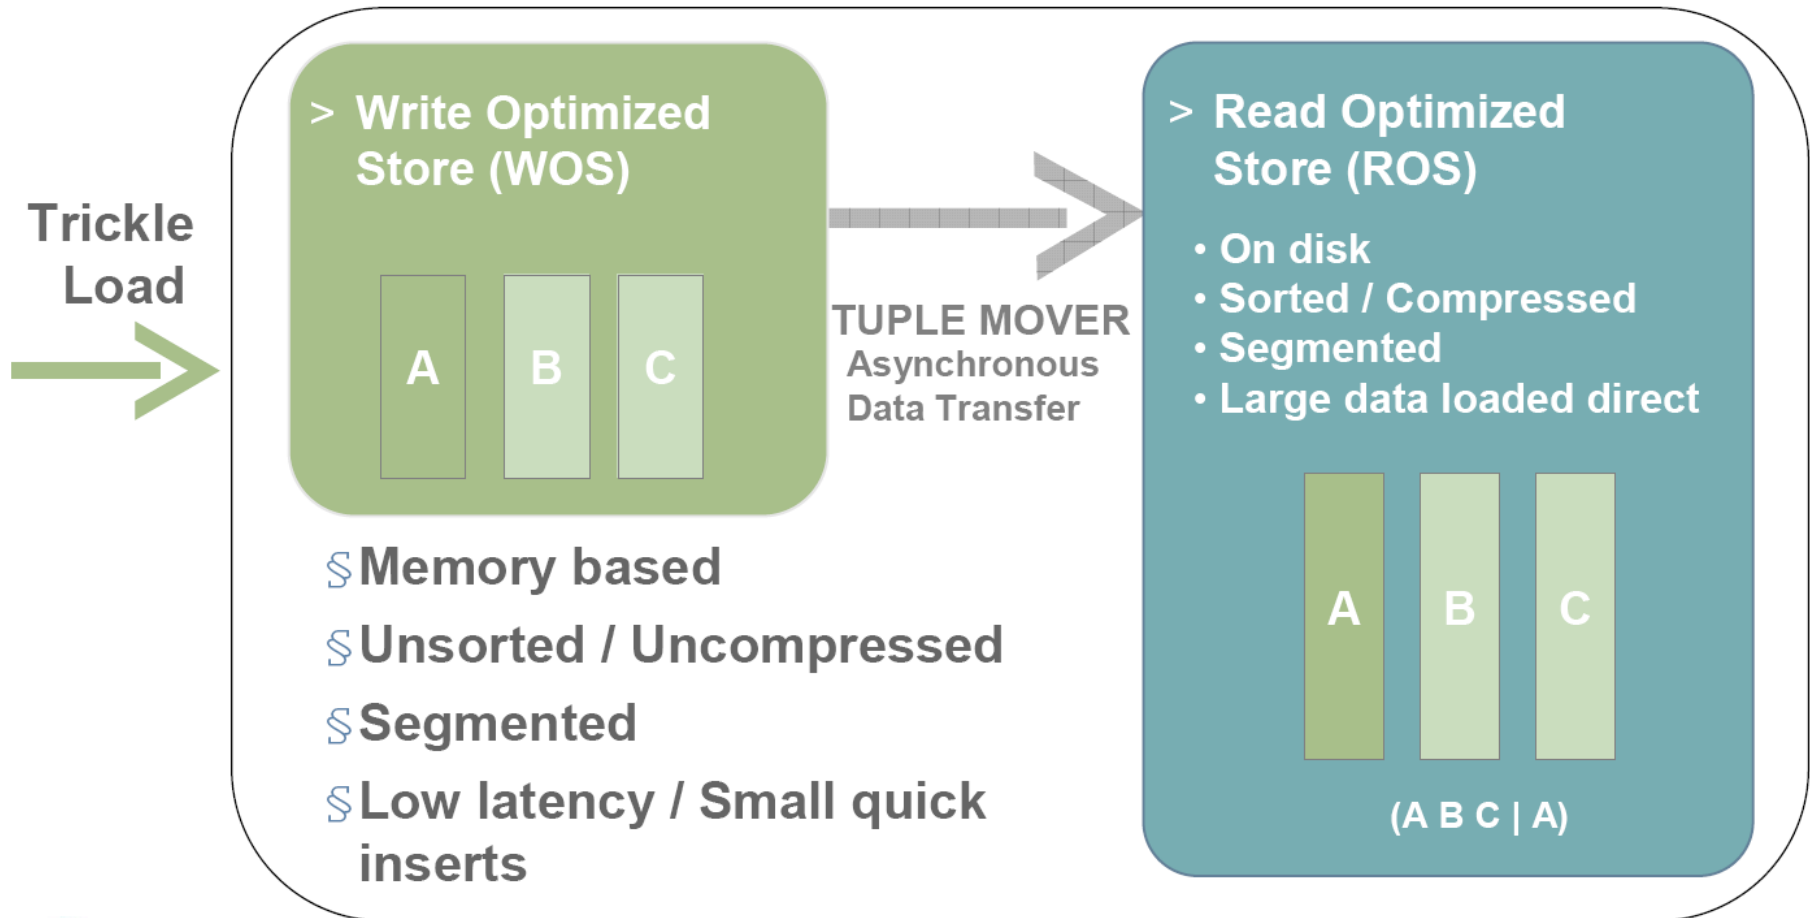 Trickle
Load
> Write Optimized
Store (WOS)
A B C
§ Memory based
§ Unsorted / Uncompressed
§ Segmented
§ Low latency / Small quick
inserts
TUPLE MOVER
Asynchronous
Data Transfer
> Read Optimized
Store (ROS)
• On disk
• Sorted / Compressed
• Segmented
• Large data loaded direct
A B C
(A B C | A)